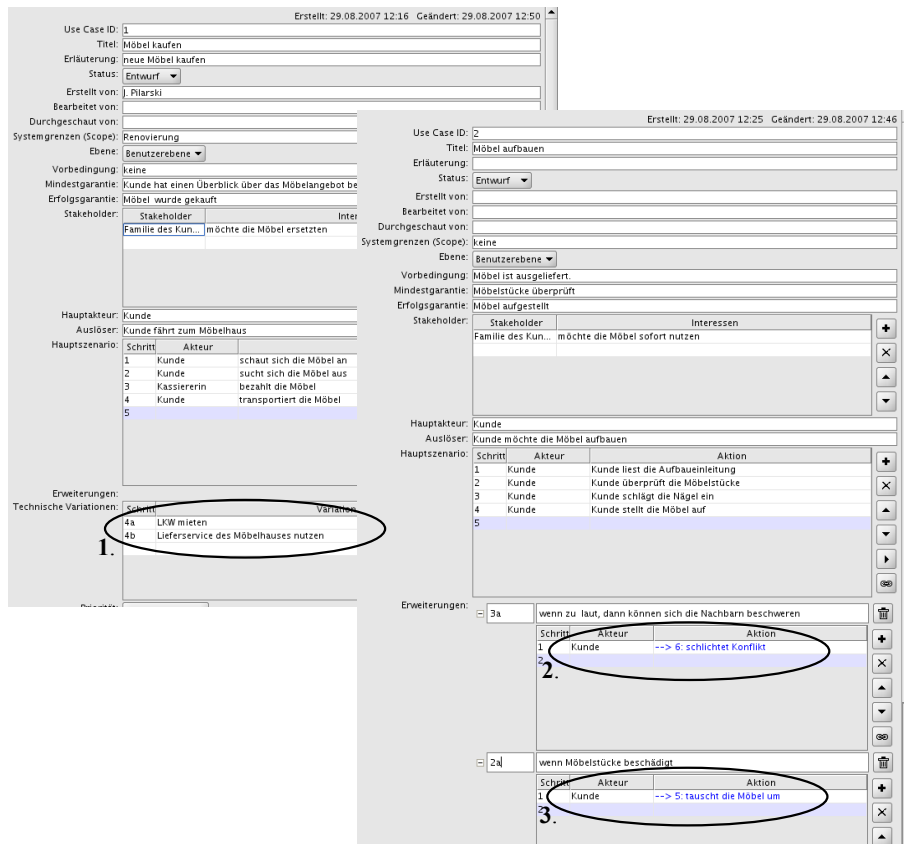 Erstellt: 29.08.2007 12:16 Geändert: 29.08.2007 12:50
Use Case ID: 1
Titel: Möbel kaufen
Erläuterung: neue Möbel kaufen
Status: Entwurf
Erstellt von: J. Pilarski
Bearbeitet von:
Durchgeschaut von:
Systemgrenzen (Scope): Renovierung
Ebene: Benutzerebene
Vorbedingung: keine
Mindestgarantie: Kunde hat einen Überblick über das Möbelangebot be
Erfolgsgarantie: Möbel wurde gekauft
Stakeholder: Stakeholder Inter
Familie des Kun... möchte die Möbel ersetzten
Hauptakteur: Kunde
Auslöser: Kunde fährt zum Möbelhaus
Hauptszenario: Schritt Akteur
1 Kunde schaut sich die Möbel an
2 Kunde sucht sich die Möbel aus
3 Kassiererin bezahlt die Möbel
4 Kunde transportiert die Möbel
5
Erweiterungen:
Technische Variationen: Schritt Variation
4a LKW mieten
4b Lieferservice des Möbelhauses nutzen
1.
Erstellt: 29.08.2007 12:25 Geändert: 29.08.2007 12:46
Use Case ID: 2
Titel: Möbel aufbauen
Erläuterung:
Status: Entwurf
Erstellt von:
Bearbeitet von:
Durchgeschaut von:
Systemgrenzen (Scope): keine
Ebene: Benutzerebene
Vorbedingung: Möbel ist ausgeliefert.
Mindestgarantie: Möbelstücke überprüft
Erfolgsgarantie: Möbel aufgestellt
Stakeholder: Stakeholder Interessen
Familie des Kun... möchte die Möbel sofort nutzen
Hauptakteur: Kunde
Auslöser: Kunde möchte die Möbel aufbauen
Hauptszenario: Schritt Akteur Aktion
1 Kunde Kunde liest die Aufbaueinleitung
2 Kunde Kunde überprüft die Möbelstücke
3 Kunde Kunde schlägt die Nägel ein
4 Kunde Kunde stellt die Möbel auf
5
Erweiterungen:
3a wenn zu laut, dann können sich die Nachbarn beschweren
Schritt Akteur Aktion
1 Kunde --> 6: schlichtet Konflikt
2
2.
2a wenn Möbelstücke beschädigt
Schritt Akteur Aktion
1 Kunde --> 5: tauscht die Möbel um
2
3.